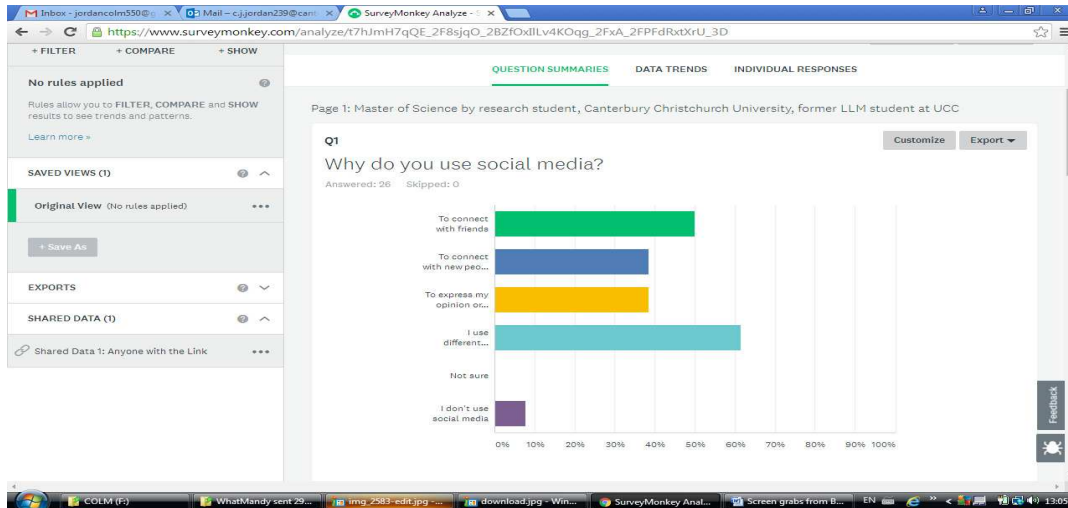 Inbox - jordancolm550@g
Mail – c.j.jordan239@cant
SurveyMonkey Analyze -
https://www.surveymonkey.com/analyze/t7hJmH7qQE_2F8sjqO_2BZfOxIlLv4KOqg_2FxA_2FPFdRxtXrU_3D
+ FILTER + COMPARE + SHOW
No rules applied
Rules allow you to FILTER, COMPARE and SHOW
results to see trends and patterns.
Learn more »
SAVED VIEWS (1)
Original View (No rules applied)
+ Save As
EXPORTS
SHARED DATA (1)
Shared Data 1: Anyone with the Link
QUESTION SUMMARIES DATA TRENDS INDIVIDUAL RESPONSES
Page 1: Master of Science by research student, Canterbury Christchurch University, former LLM student at UCC
Q1
Customize Export
Why do you use social media?
Answered: 26 Skipped: 0
To connect
with friends
To connect
with new peo...
To express my
opinion or...
I use
different...
Not sure
I don't use
social media
0% 10% 20% 30% 40% 50% 60% 70% 80% 90% 100%
Feedback
COLM (F:)
WhatMandy sent 29...
img_2583-edit.jpg -...
download.jpg - Win...
SurveyMonkey Anal...
Screen grabs from B...
EN
13:05